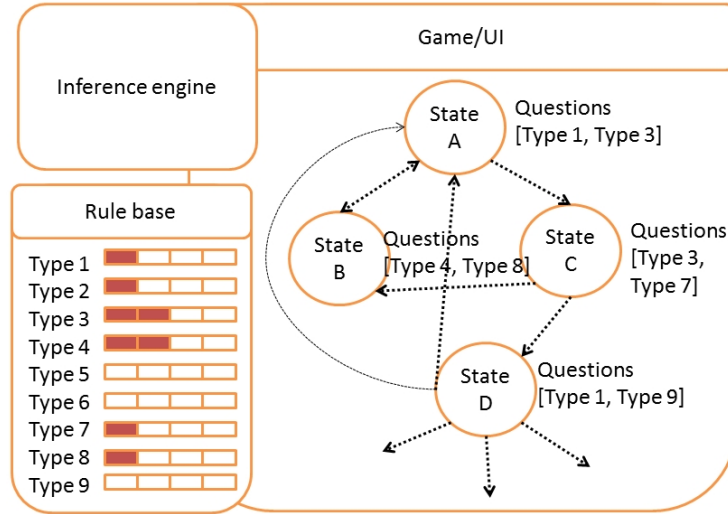 Game/UI
Inference engine
State
A
Questions
[Type 1, Type 3]
Rule base
State
B
Questions
[Type 4, Type 8]
State
C
Questions
[Type 3,
Type 7]
Type 1
Type 2
Type 3
Type 4
Type 5
Type 6
Type 7
Type 8
Type 9
State
D
Questions
[Type 1, Type 9]